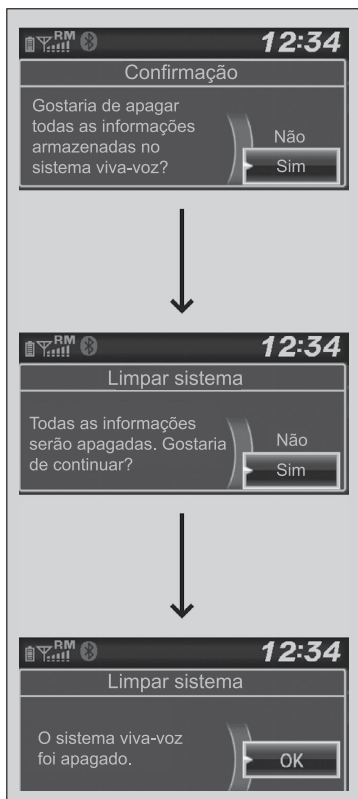 RM
12:34
Confirmação
Gostaria de apagar
todas as informações
armazenadas no
sistema viva-voz?
Não
Sim
RM
12:34
Limpar sistema
Todas as informações
serão apagadas. Gostaria
de continuar?
Não
Sim
RM
12:34
Limpar sistema
O sistema viva-voz
foi apagado.
OK